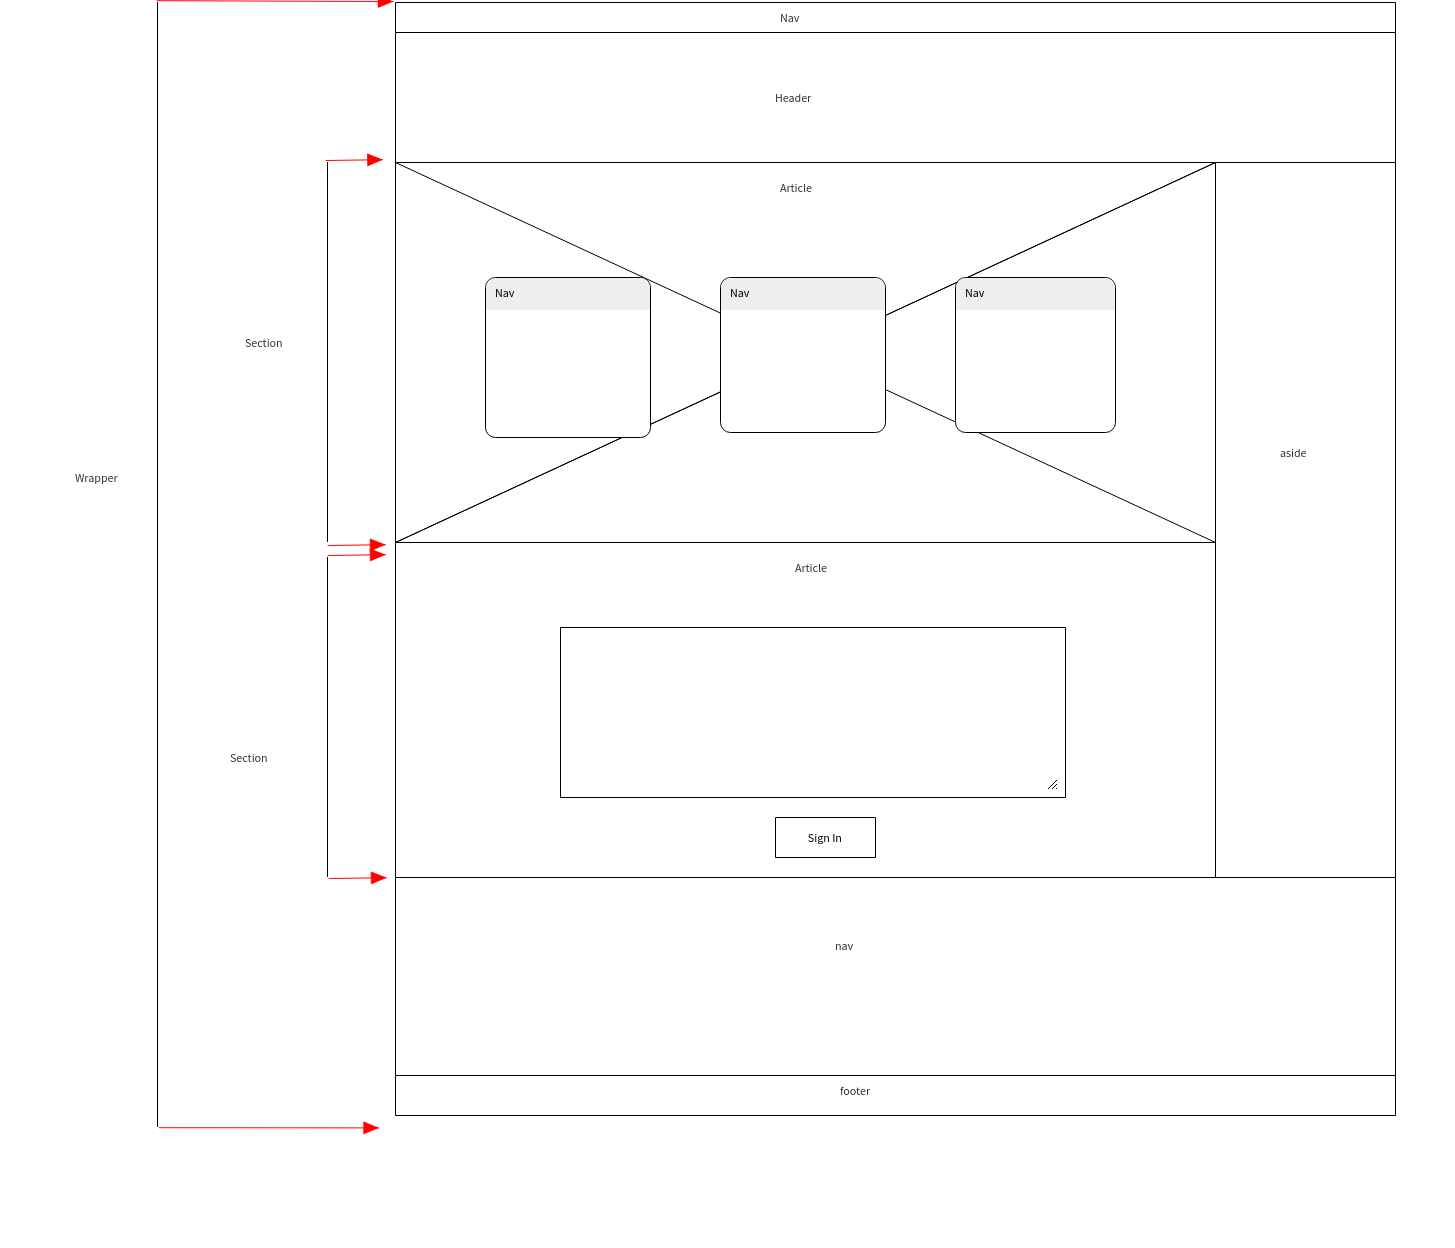 Nav
Header
Article
Nav
Nav
Nav
Section
aside
Wrapper
Article
Section
Sign In
nav
footer